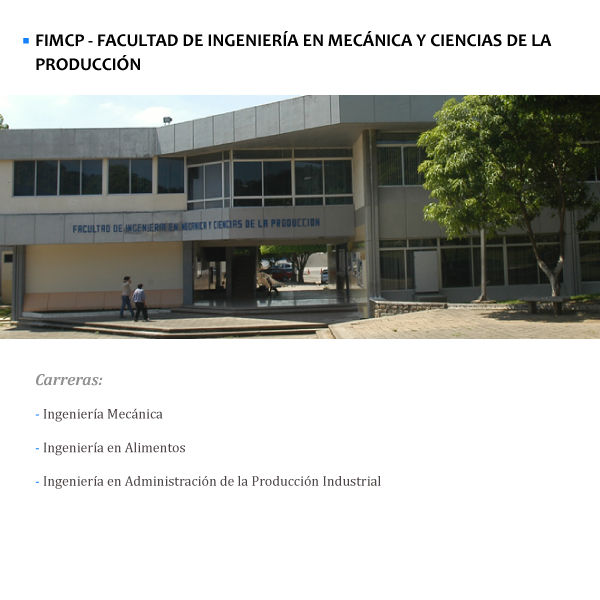 FIMCP - FACULTAD DE INGENIERÍA EN MECÁNICA Y CIENCIAS DE LA
PRODUCCIÓN
FACULTAD DE INGENIERIA EN MECANICA Y CIENCIAS DE LA PRODUCCION
Carreras:
- Ingeniería Mecánica
- Ingeniería en Alimentos
- Ingeniería en Administración de la Producción Industrial